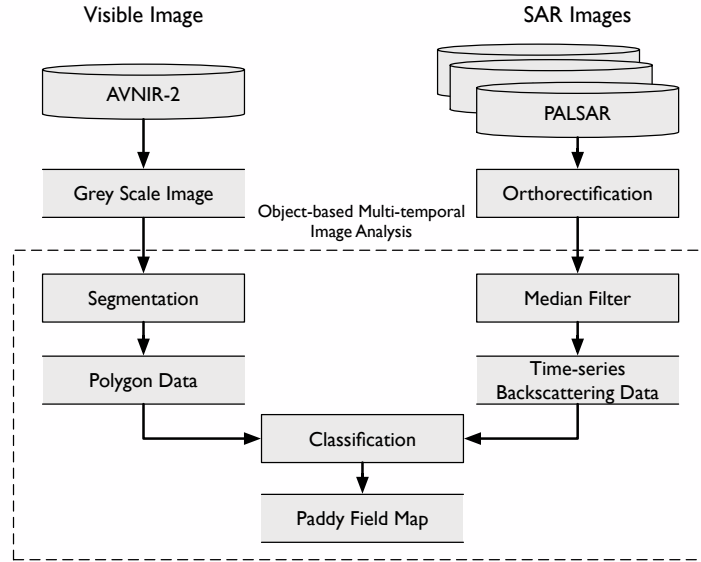 Visible Image
SAR Images
AVNIR-2
PALSAR
Grey Scale Image
Orthorectification
Object-based Multi-temporal
Image Analysis
Segmentation
Median Filter
Polygon Data
Time-series
Backscattering Data
Classification
Paddy Field Map